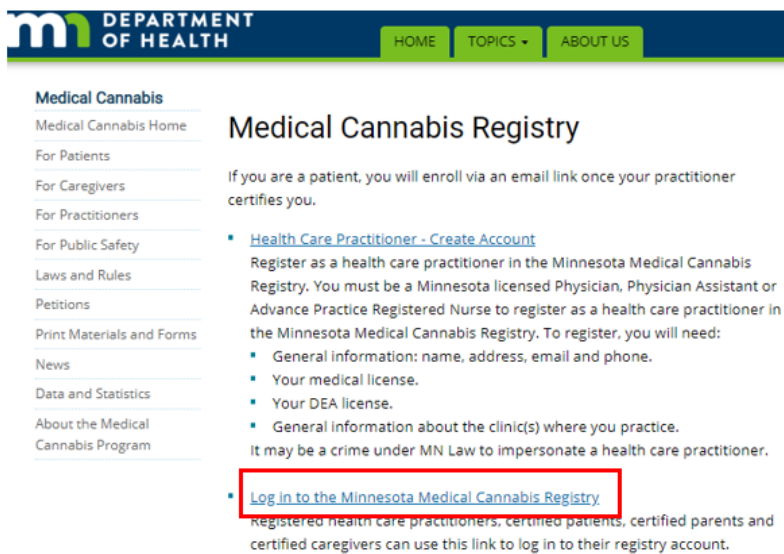 DEPARTMENT
OF HEALTH
HOME
TOPICS
ABOUT US
Medical Cannabis
Medical Cannabis Home
For Patients
For Caregivers
For Practitioners
For Public Safety
Laws and Rules
Petitions
Print Materials and Forms
News
Data and Statistics
About the Medical
Cannabis Program
Medical Cannabis Registry
If you are a patient, you will enroll via an email link once your practitioner
certifies you.
Health Care Practitioner - Create Account
Register as a health care practitioner in the Minnesota Medical Cannabis
Registry. You must be a Minnesota licensed Physician, Physician Assistant or
Advance Practice Registered Nurse to register as a health care practitioner in
the Minnesota Medical Cannabis Registry. To register, you will need:
General information: name, address, email and phone.
Your medical license.
Your DEA license.
General information about the clinic(s) where you practice.
It may be a crime under MN Law to impersonate a health care practitioner.
Log in to the Minnesota Medical Cannabis Registry
Registered health care practitioners, certified patients, certified parents and
certified caregivers can use this link to log in to their registry account.